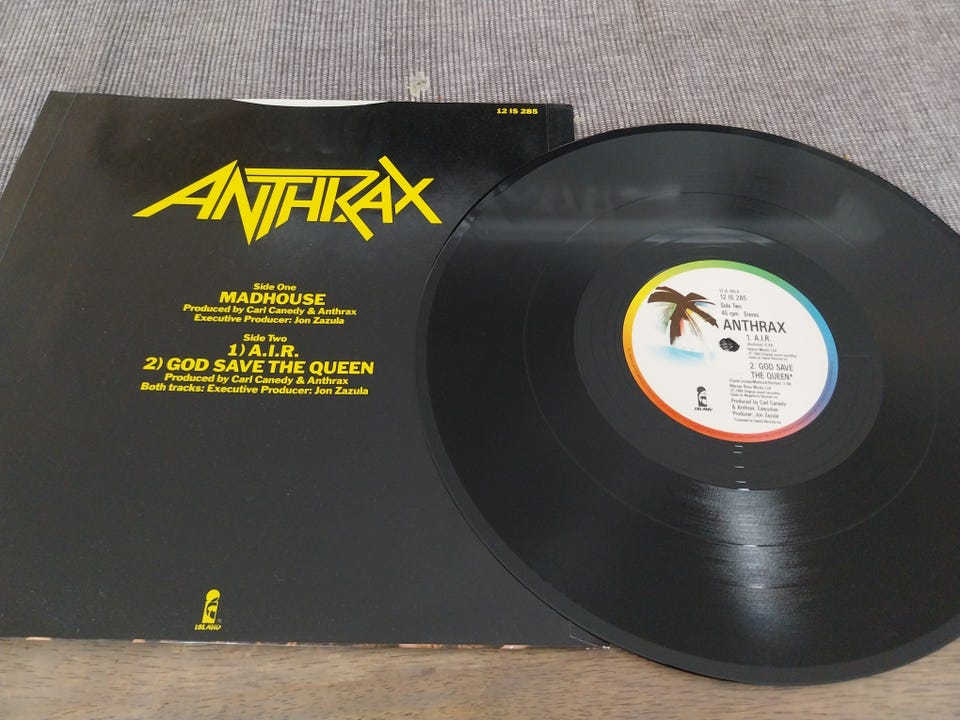 12 IS 285
ANTHRAX
Side One
MADHOUSE
Produced by Carl Canedy & Anthrax
Executive Producer: Jon Zazula
Side Two
1) A.I.R.
2) GOD SAVE THE QUEEN
Produced by Carl Canedy & Anthrax
Both tracks: Executive Producer: Jon Zazula
ISLAND
12 IS 285
Side Two
45 rpm Stereo
ANTHRAX
1. A.I.R.
2. GOD SAVE
THE QUEEN*
Produced by Carl Canedy
& Anthrax Executive
Producer: Jon Zazula
ISLAND